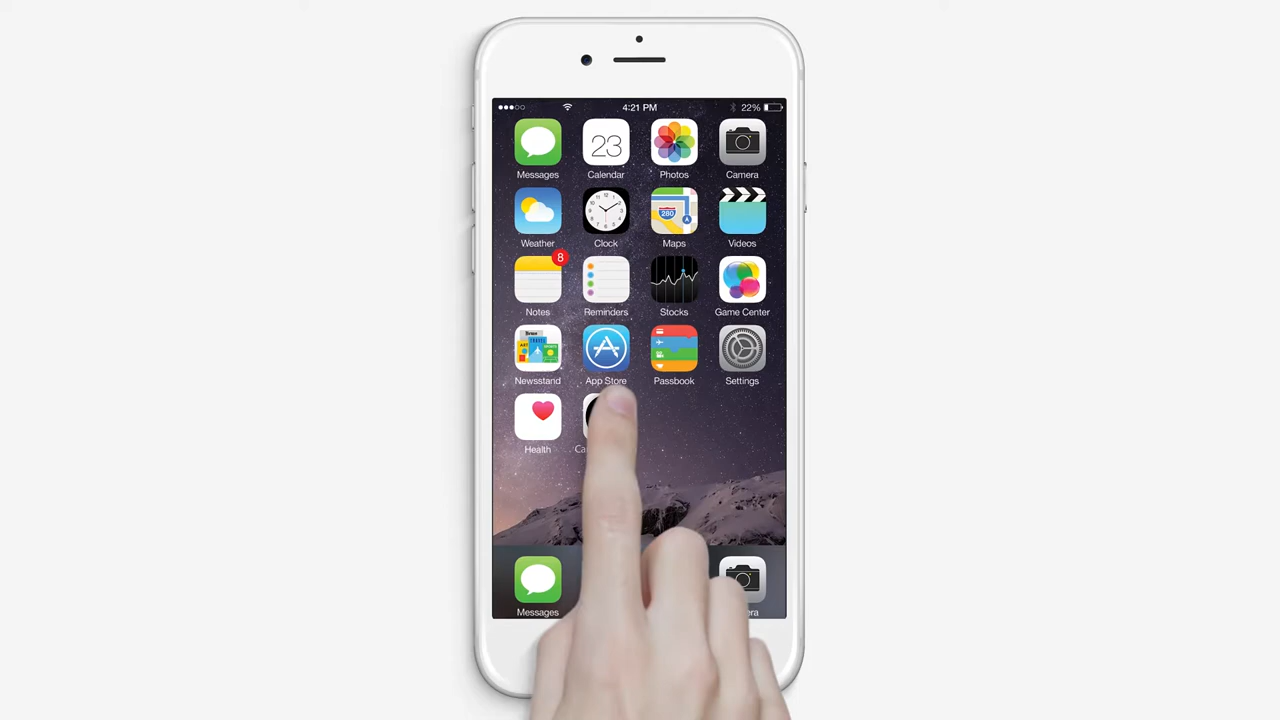 4:21 PM 22%
Messages Calendar Photos Camera
23
Weather Clock Maps Videos
280
8
Notes Reminders Stocks Game Center
Newsstand App Store Passbook Settings
Health
Messages